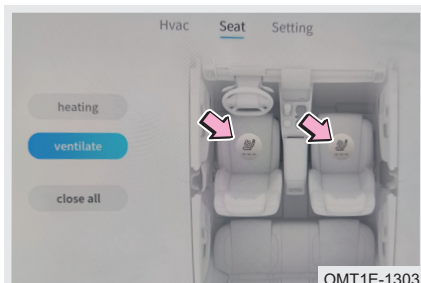 Hvac Seat Setting
heating
ventilate
close all
OMT1E-1303